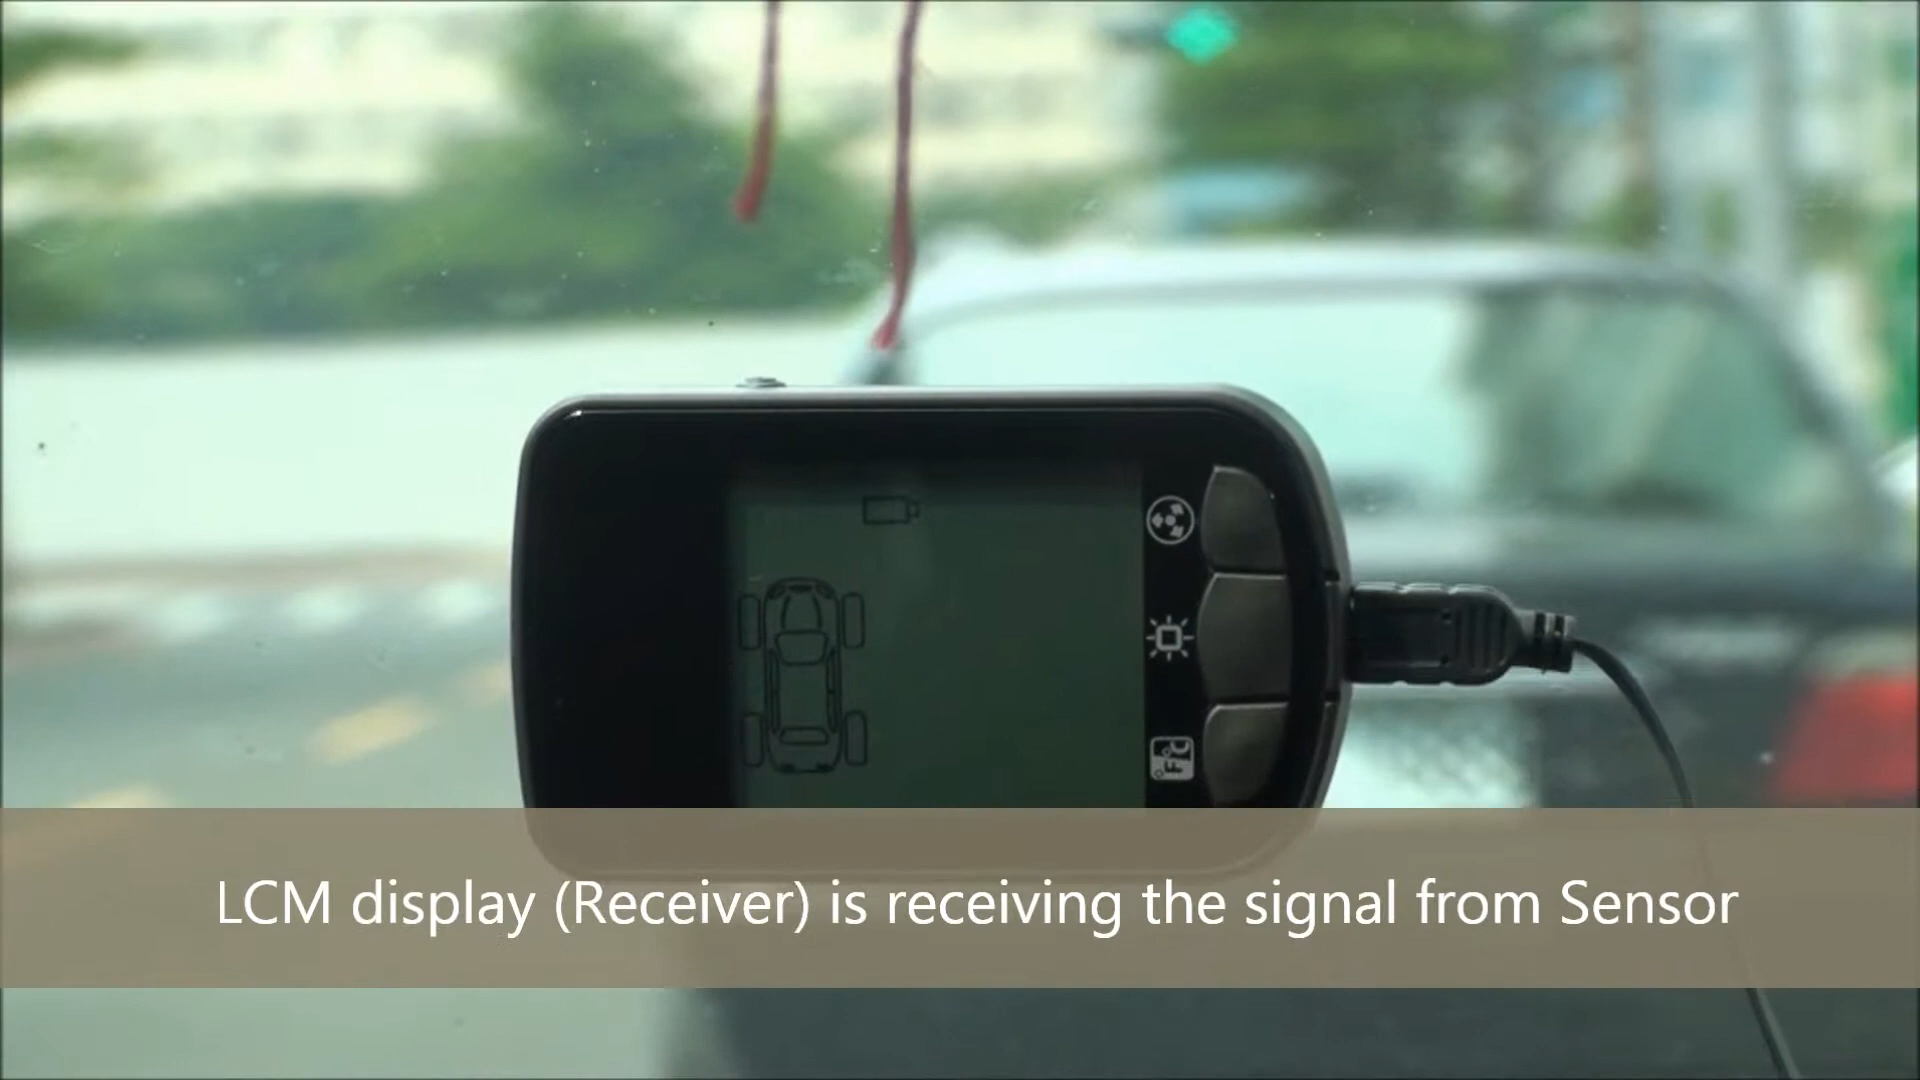 LCM display (Receiver) is receiving the signal from Sensor
°F°C